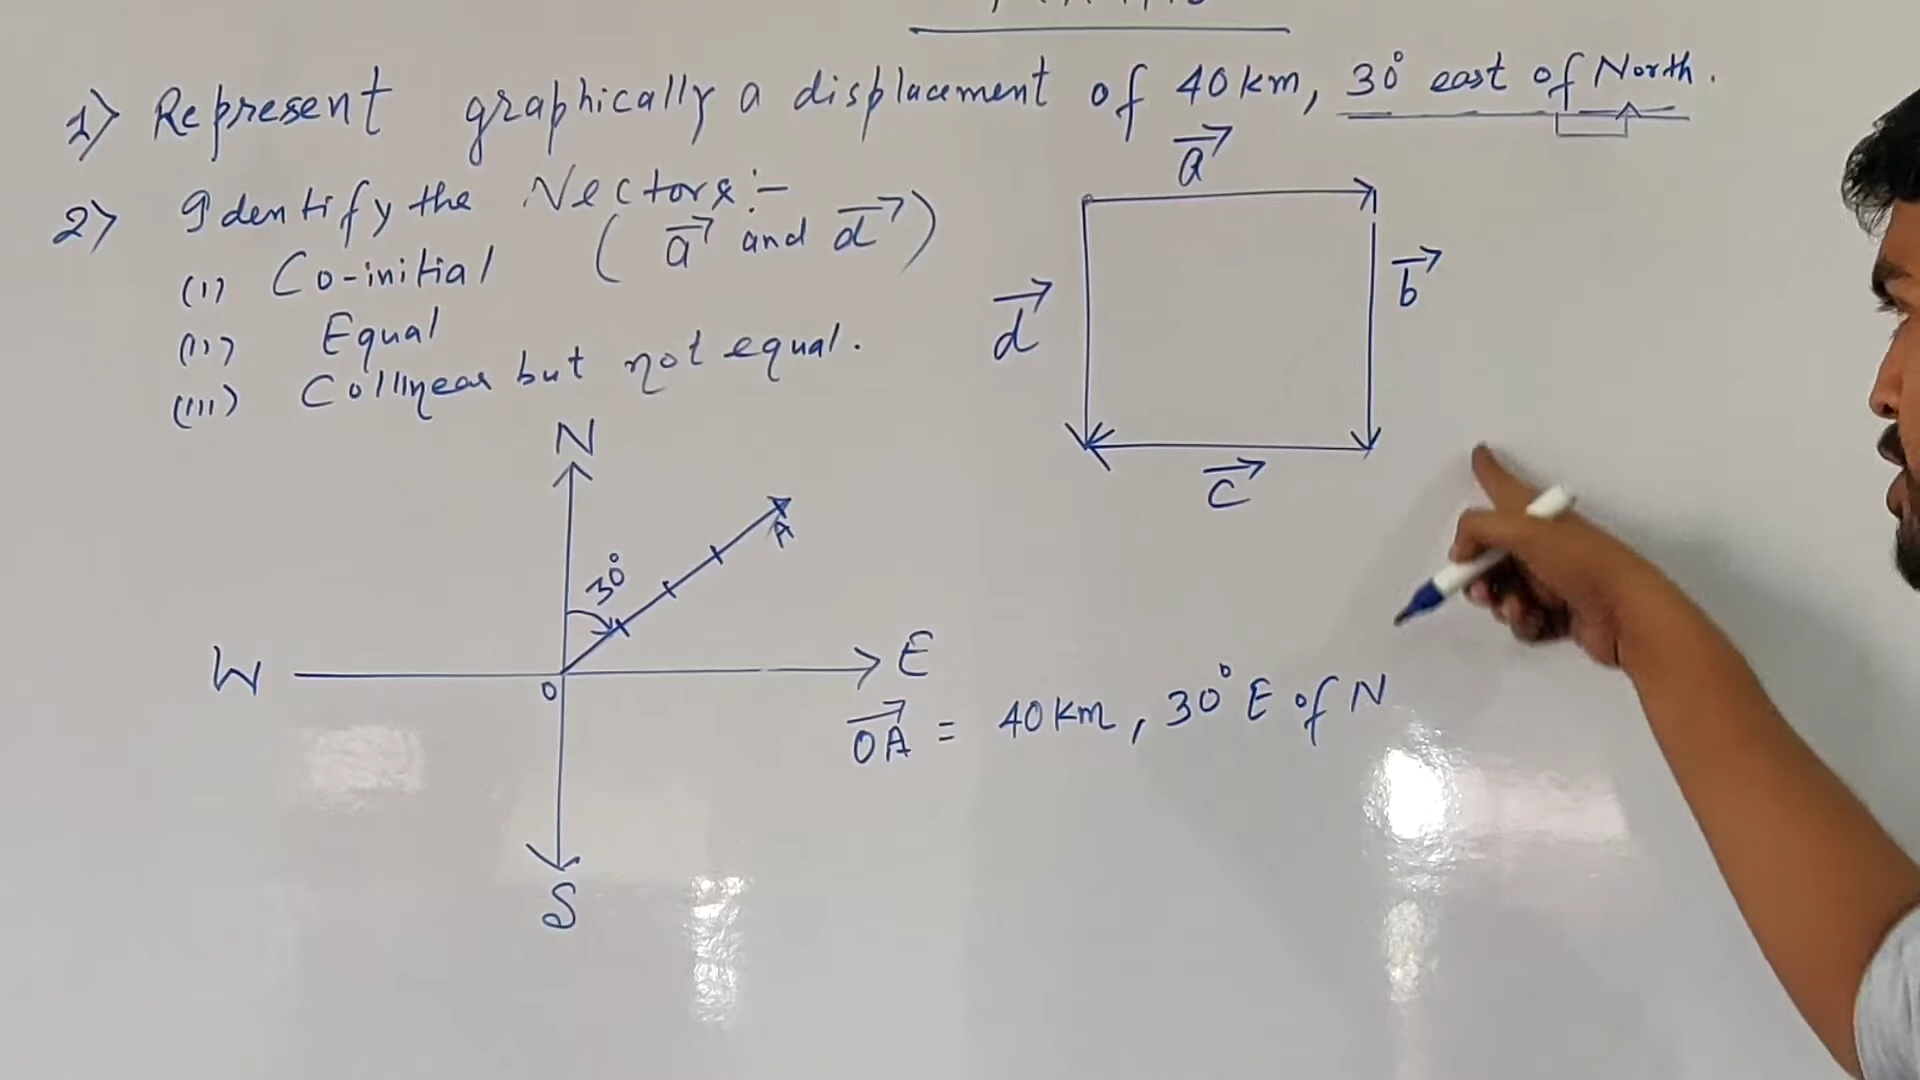 1) Represent graphically a displacement of 40 km, 30° east of North.
2) Identify the Vectors :-
(i) Co-initial ( a⃗ and d⃗ )
(ii) Equal
(iii) Collinear but not equal.
a⃗
b⃗
d⃗
c⃗
N
A
30°
W
E
O
OA⃗ = 40 km, 30° E of N
S